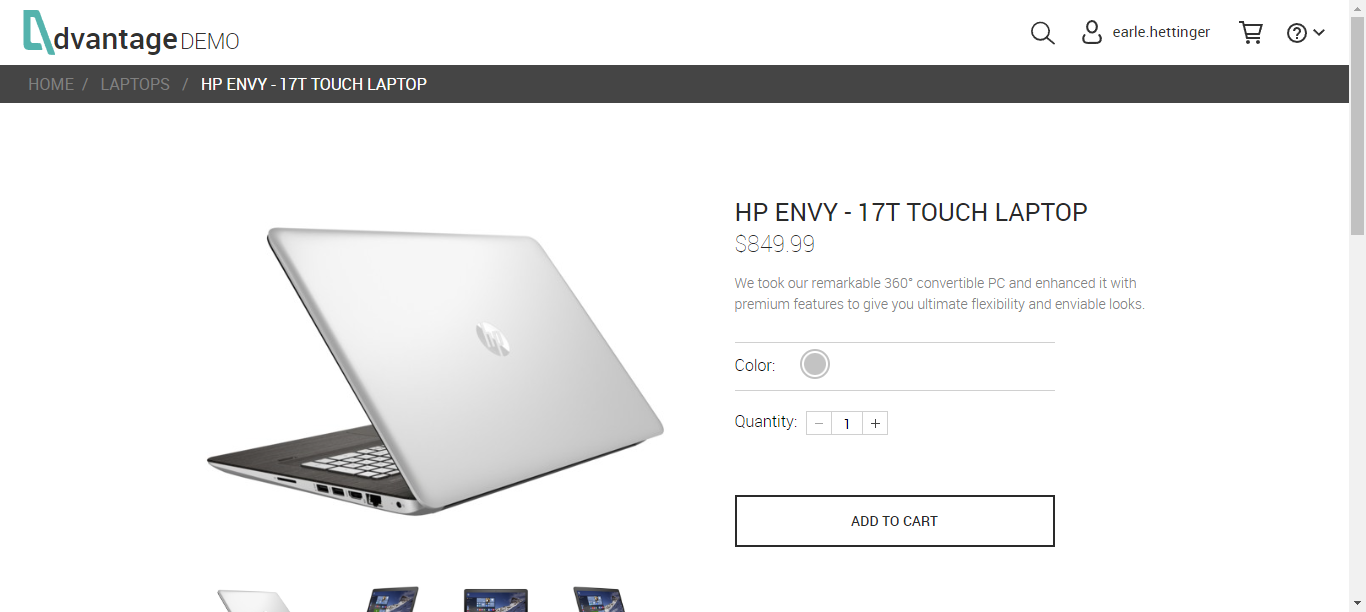 dvantage DEMO
earle.hettinger
HOME / LAPTOPS / HP ENVY - 17T TOUCH LAPTOP
HP ENVY - 17T TOUCH LAPTOP
$849.99
We took our remarkable 360° convertible PC and enhanced it with
premium features to give you ultimate flexibility and enviable looks.
Color:
Quantity: − 1 +
ADD TO CART
hp